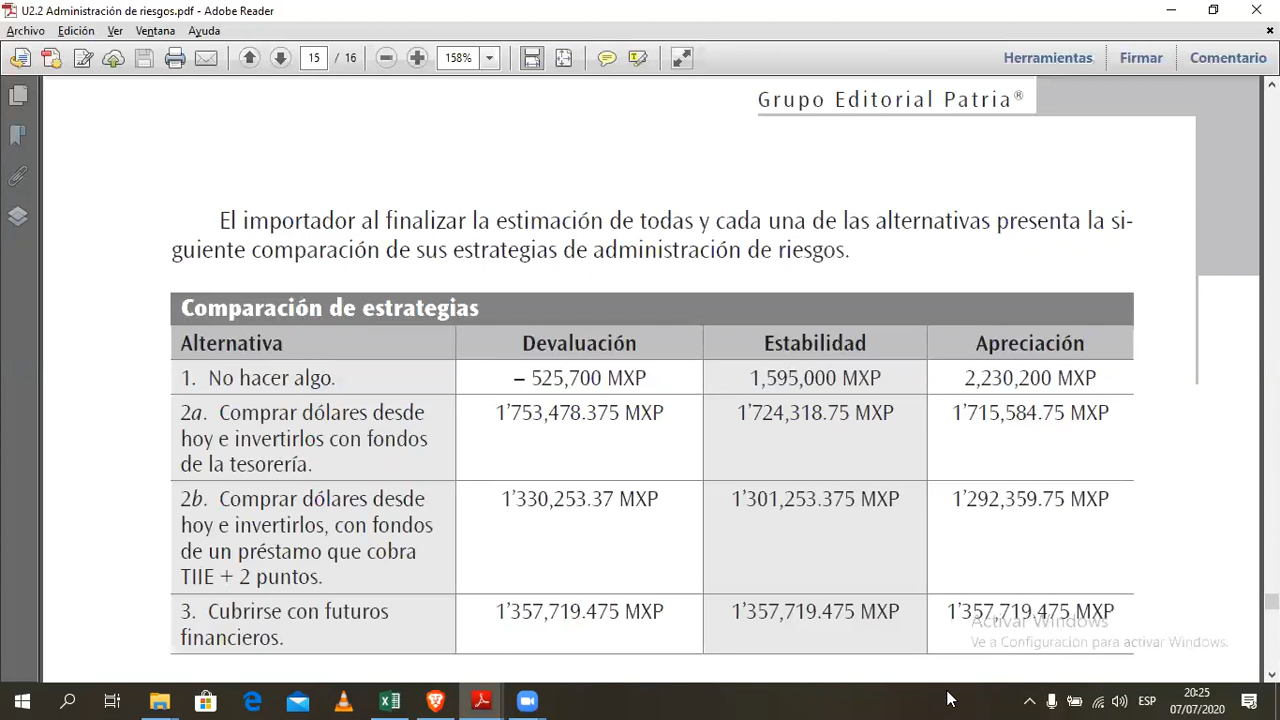 U2.2 Administración de riesgos.pdf - Adobe Reader
Archivo Edición Ver Ventana Ayuda
15 / 16 158% Herramientas Firmar Comentario
Grupo Editorial Patria®
El importador al finalizar la estimación de todas y cada una de las alternativas presenta la si-
guiente comparación de sus estrategias de administración de riesgos.
Comparación de estrategias
Alternativa Devaluación Estabilidad Apreciación
1. No hacer algo. – 525,700 MXP 1,595,000 MXP 2,230,200 MXP
2a. Comprar dólares desde 1’753,478.375 MXP 1’724,318.75 MXP 1’715,584.75 MXP
hoy e invertirlos con fondos
de la tesorería.
2b. Comprar dólares desde 1’330,253.37 MXP 1’301,253.375 MXP 1’292,359.75 MXP
hoy e invertirlos, con fondos
de un préstamo que cobra
TIIE + 2 puntos.
3. Cubrirse con futuros 1’357,719.475 MXP 1’357,719.475 MXP 1’357,719.475 MXP
financieros.
Activar Windows
Ve a Configuración para activar Windows.
ESP 20:25
07/07/2020